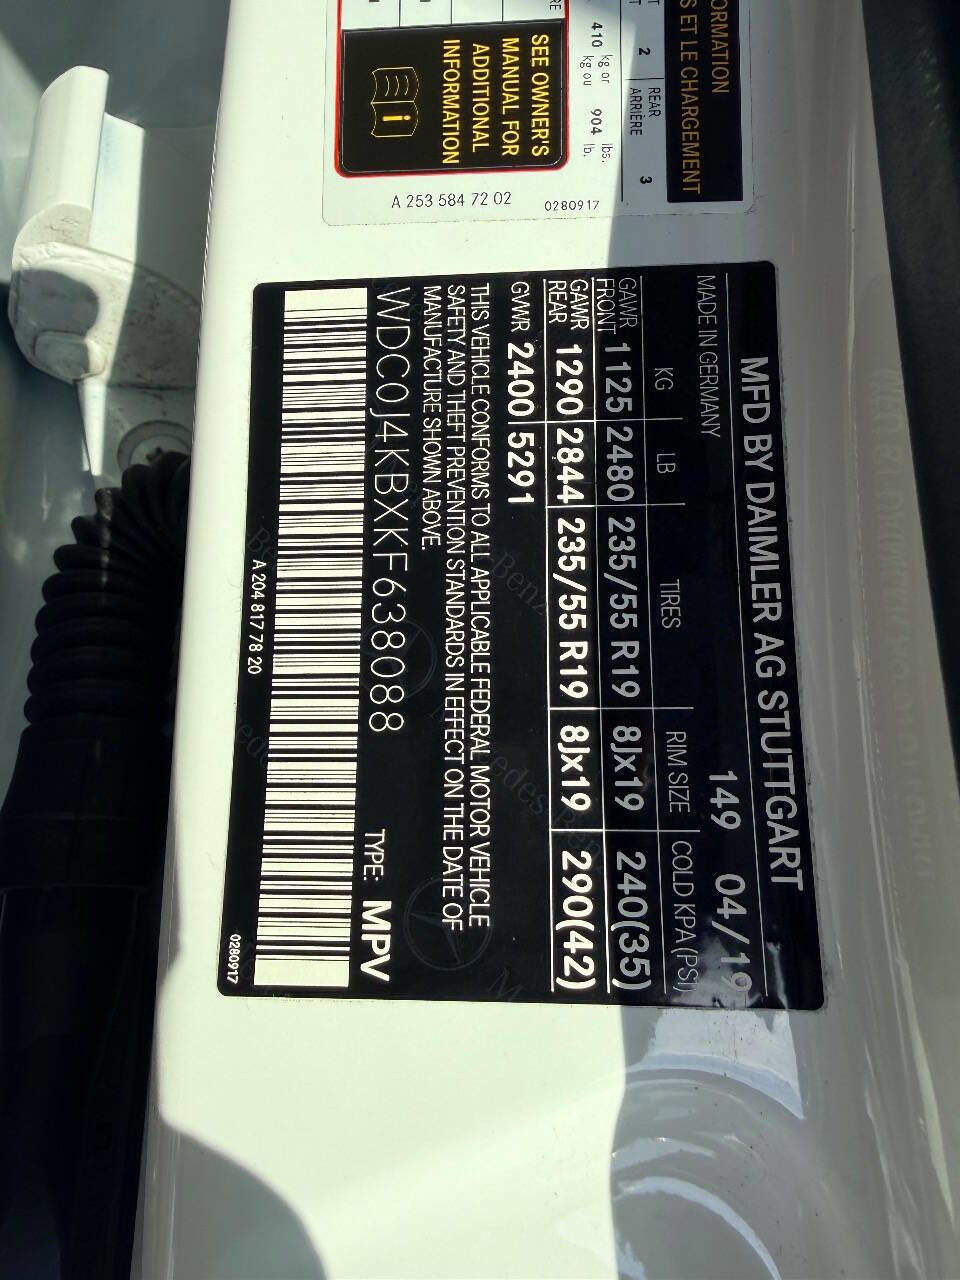 ORMATION
S ET LE CHARGEMENT
2
REAR
ARRIÈRE
3
410
kg or
kg ou
904
lbs.
lb.
SEE OWNER'S
MANUAL FOR
ADDITIONAL
INFORMATION
A 253 584 72 02
0280917
MFD BY DAIMLER AG STUTTGART
MADE IN GERMANY 149 04/19
KG LB TIRES RIM SIZE COLD KPA (PSI)
GAWR
FRONT 1125 2480 235/55 R19 8Jx19 240(35)
GAWR
REAR 1290 2844 235/55 R19 8Jx19 290(42)
GVWR 2400 5291
THIS VEHICLE CONFORMS TO ALL APPLICABLE FEDERAL MOTOR VEHICLE
SAFETY AND THEFT PREVENTION STANDARDS IN EFFECT ON THE DATE OF
MANUFACTURE SHOWN ABOVE.
WDC0J4KBXKF638088 TYPE: MPV
A 204 817 78 20
0280917